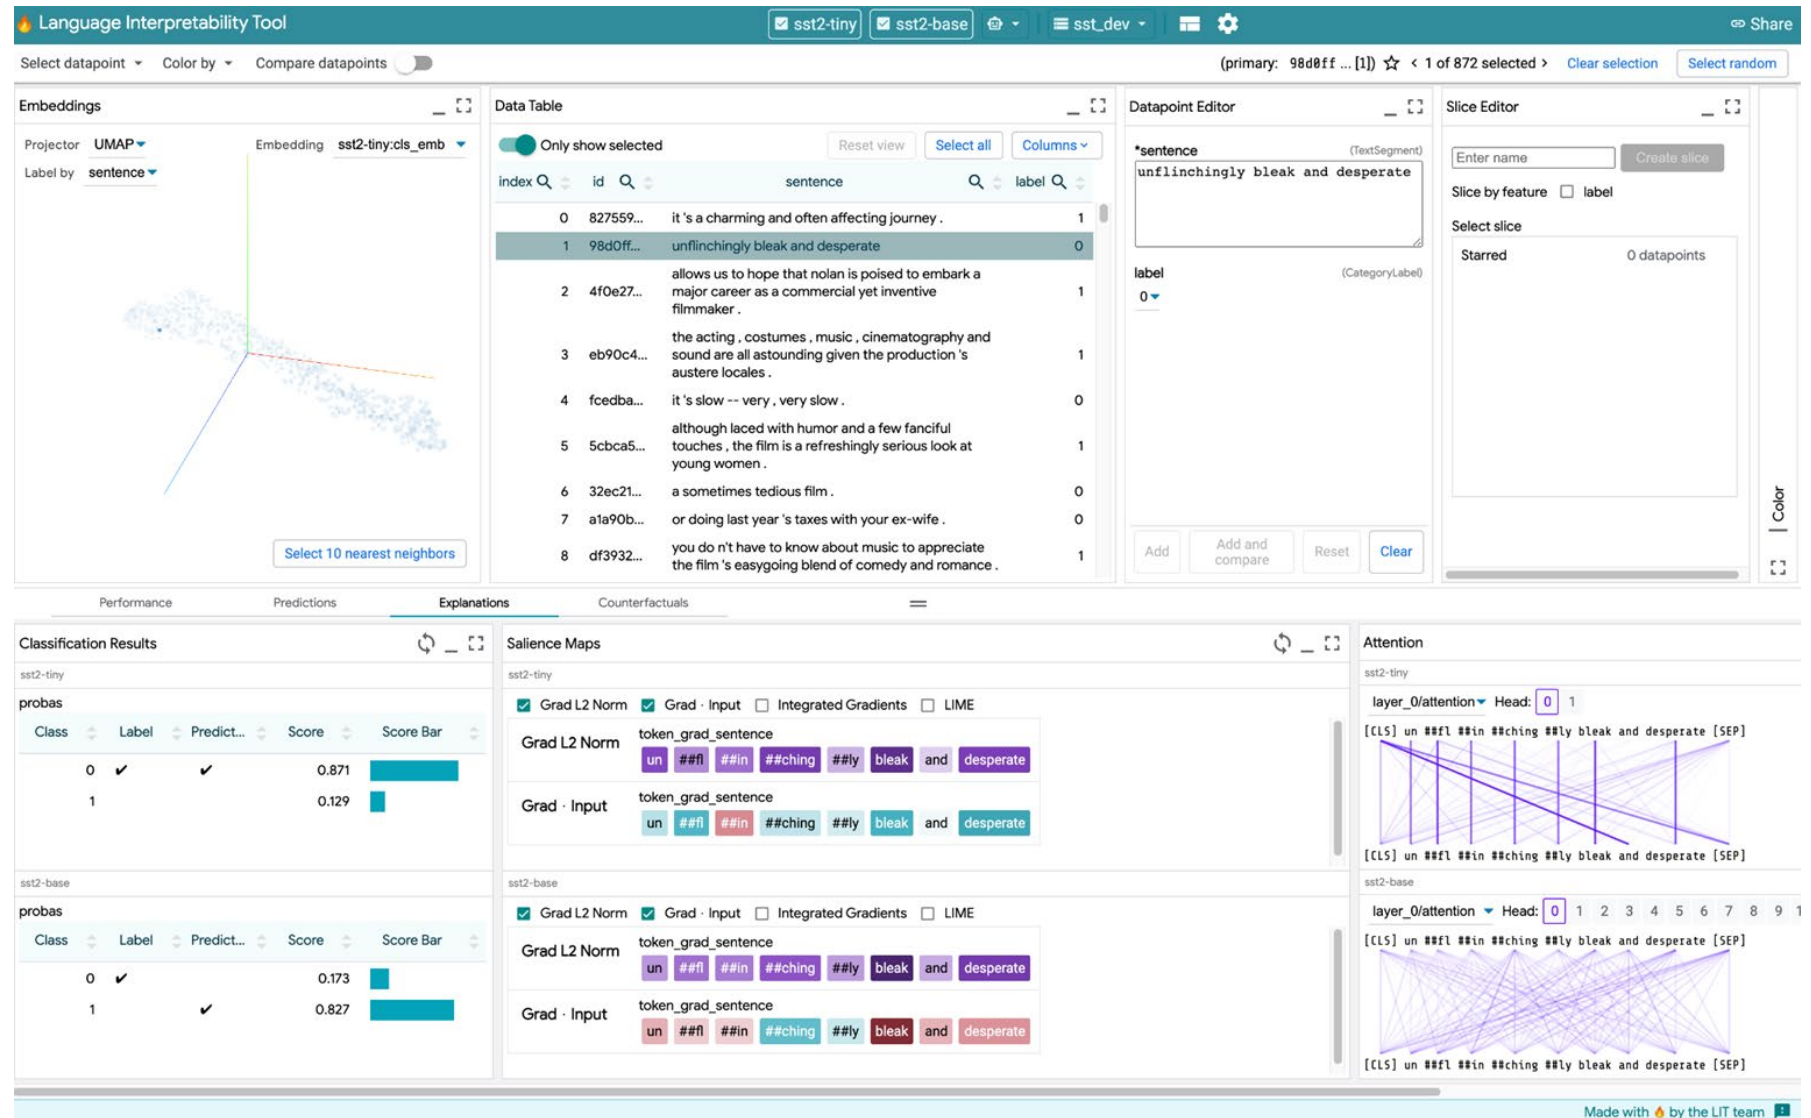 Language Interpretability Tool
sst2-tiny sst2-base sst_dev Share
Select datapoint Color by Compare datapoints (primary: 98d0ff ... [1]) < 1 of 872 selected > Clear selection Select random
Embeddings
Projector UMAP Embedding sst2-tiny:cls_emb
Label by sentence
Select 10 nearest neighbors
Data Table
Only show selected Reset view Select all Columns
index id sentence label
0 827559... it 's a charming and often affecting journey . 1
1 98d0ff... unflinchingly bleak and desperate 0
allows us to hope that nolan is poised to embark a
2 4f0e27... major career as a commercial yet inventive 1
filmmaker .
the acting , costumes , music , cinematography and
3 eb90c4... sound are all astounding given the production 's 1
austere locales .
4 fcedba... it 's slow -- very , very slow . 0
although laced with humor and a few fanciful
5 5cbca5... touches , the film is a refreshingly serious look at 1
young women .
6 32ec21... a sometimes tedious film . 0
7 a1a90b... or doing last year 's taxes with your ex-wife . 0
you do n't have to know about music to appreciate
8 df3932... the film 's easygoing blend of comedy and romance . 1
Datapoint Editor
*sentence (TextSegment)
unflinchingly bleak and desperate
label (CategoryLabel)
0
Add Add and compare Reset Clear
Slice Editor
Enter name Create slice
Slice by feature label
Select slice
Starred 0 datapoints
Color
Performance Predictions Explanations Counterfactuals
Classification Results
sst2-tiny
probas
Class Label Predict... Score Score Bar
0 ✔ ✔ 0.871
1 0.129
sst2-base
probas
Class Label Predict... Score Score Bar
0 ✔ 0.173
1 ✔ 0.827
Salience Maps
sst2-tiny
Grad L2 Norm Grad · Input Integrated Gradients LIME
token_grad_sentence
Grad L2 Norm un ##fl ##in ##ching ##ly bleak and desperate
token_grad_sentence
Grad · Input un ##fl ##in ##ching ##ly bleak and desperate
sst2-base
Grad L2 Norm Grad · Input Integrated Gradients LIME
token_grad_sentence
Grad L2 Norm un ##fl ##in ##ching ##ly bleak and desperate
token_grad_sentence
Grad · Input un ##fl ##in ##ching ##ly bleak and desperate
Attention
sst2-tiny
layer_0/attention Head: 0 1
[CLS] un ##fl ##in ##ching ##ly bleak and desperate [SEP]
[CLS] un ##fl ##in ##ching ##ly bleak and desperate [SEP]
sst2-base
layer_0/attention Head: 0 1 2 3 4 5 6 7 8 9 1
[CLS] un ##fl ##in ##ching ##ly bleak and desperate [SEP]
[CLS] un ##fl ##in ##ching ##ly bleak and desperate [SEP]
Made with 🔥 by the LIT team